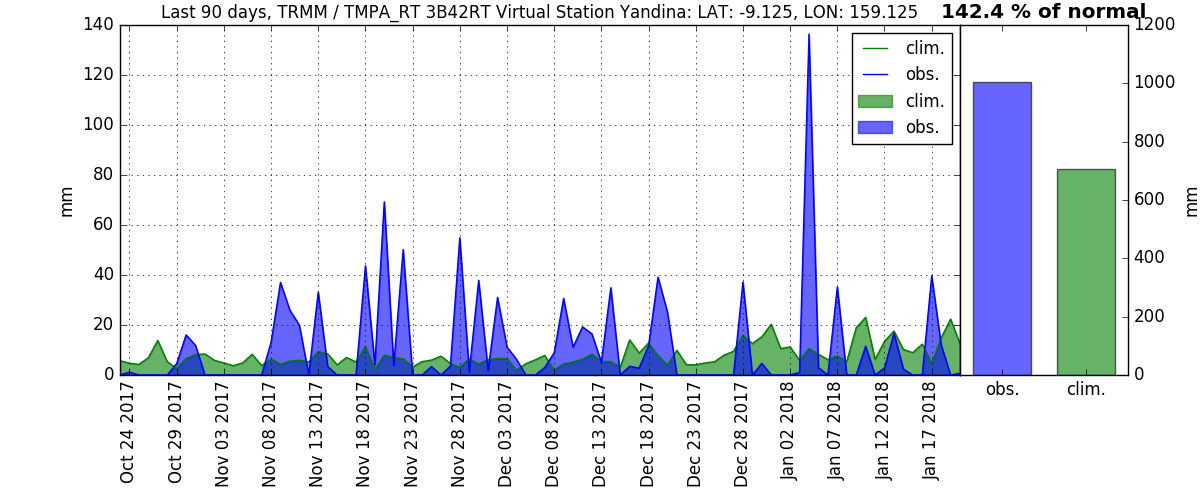 Last 90 days, TRMM / TMPA_RT 3B42RT Virtual Station Yandina: LAT: -9.125, LON: 159.125
142.4 % of normal
140
120
100
80
60
40
20
0
mm
clim.
obs.
clim.
obs.
Oct 24 2017
Oct 29 2017
Nov 03 2017
Nov 08 2017
Nov 13 2017
Nov 18 2017
Nov 23 2017
Nov 28 2017
Dec 03 2017
Dec 08 2017
Dec 13 2017
Dec 18 2017
Dec 23 2017
Dec 28 2017
Jan 02 2018
Jan 07 2018
Jan 12 2018
Jan 17 2018
1200
1000
800
600
400
200
0
mm
obs.
clim.